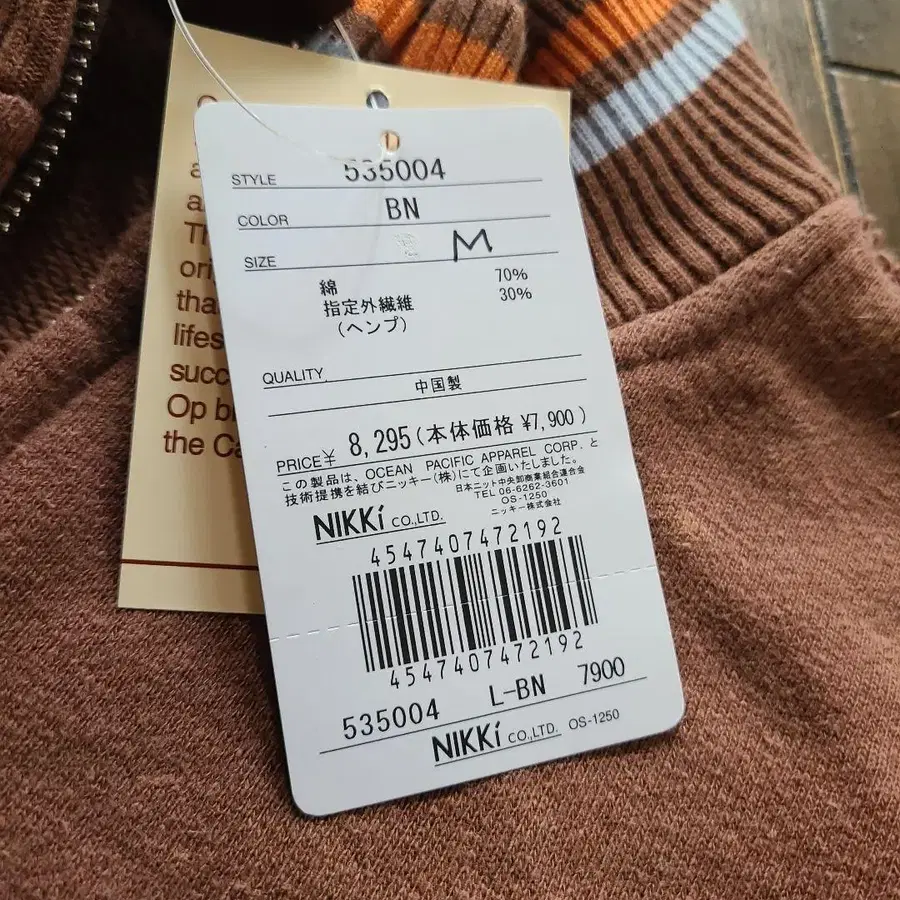 STYLE 535004
COLOR BN
SIZE M
綿 70%
指定外繊維 30%
(ヘンプ)
QUALITY
中国製
PRICE¥ 8,295(本体価格 ¥7,900)
この製品は、OCEAN PACIFIC APPAREL CORP. と
技術提携を結びニッキー(株)にて企画いたしました。
日本ニット中央卸商業組合連合会
TEL 06-6262-3601
OS-1250
ニッキー株式会社
NIKKi CO.,LTD.
4547407472192
4547407472192
535004 L-BN 7900
NIKKi CO.,LTD. OS-1250
Op
the